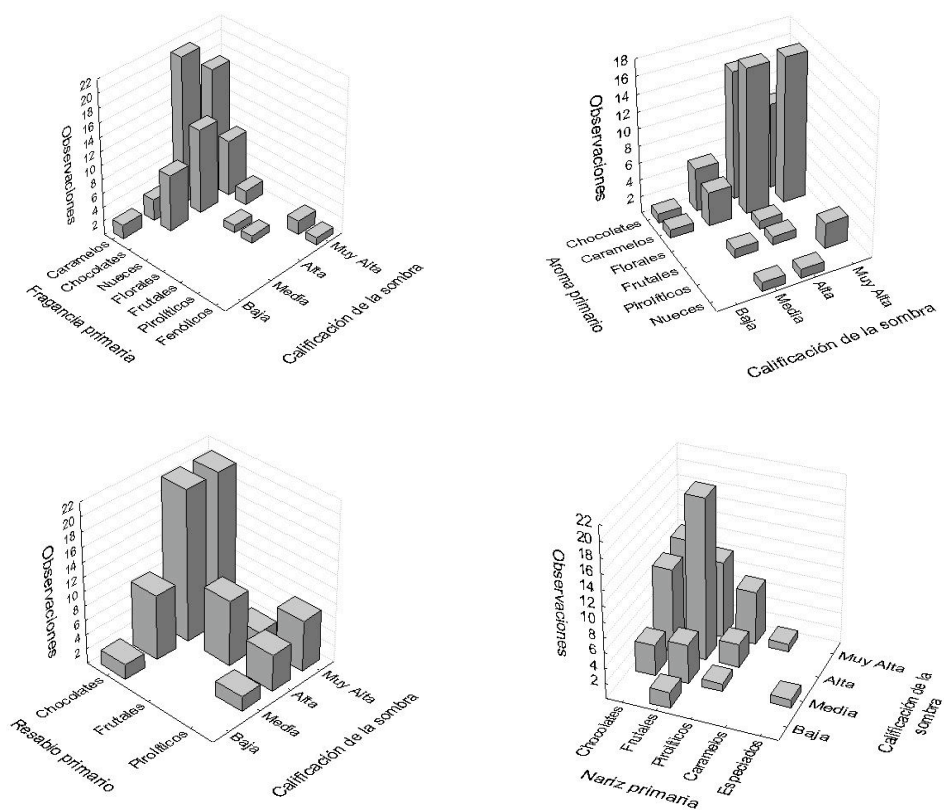 Observaciones
22
20
18
16
14
12
10
8
6
4
2
Caramelos
Chocolates
Nueces
Florales
Frutales
Pirolíticos
Fenólicos
Fragancia primaria
Baja
Media
Alta
Muy Alta
Calificación de la sombra
Observaciones
18
16
14
12
10
8
6
4
2
Chocolates
Caramelos
Florales
Frutales
Pirolíticos
Nueces
Aroma primario
Baja
Media
Alta
Muy Alta
Calificación de la sombra
Observaciones
22
20
18
16
14
12
10
8
6
4
2
Chocolates
Frutales
Pirolíticos
Resabio primario
Baja
Media
Alta
Muy Alta
Calificación de la sombra
Observaciones
22
20
18
16
14
12
10
8
6
4
2
Chocolates
Frutales
Pirolíticos
Caramelos
Especiados
Nariz primaria
Baja
Media
Alta
Muy Alta
Calificación de la
sombra